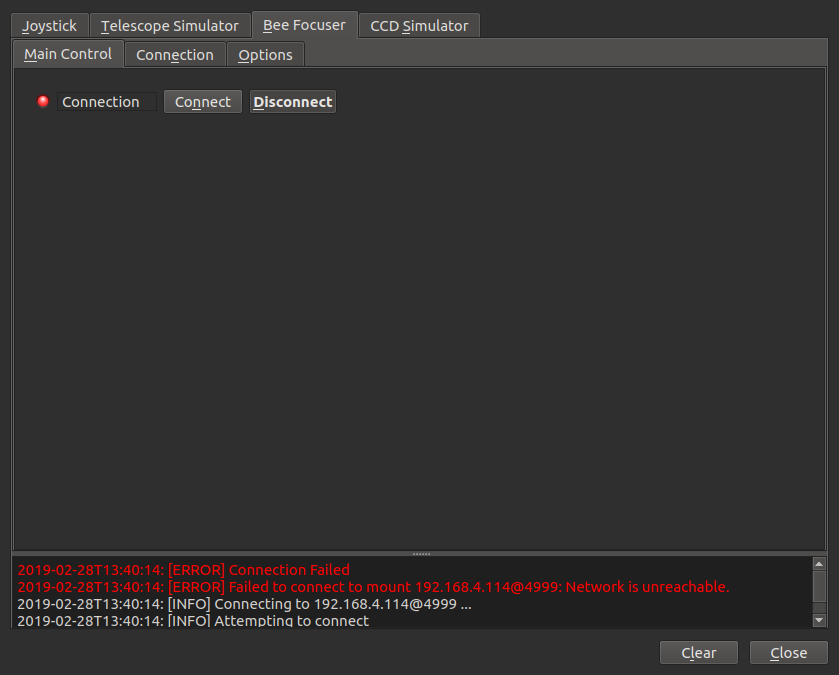 Joystick Telescope Simulator Bee Focuser CCD Simulator
Main Control Connection Options
Connection Connect Disconnect
2019-02-28T13:40:14: [ERROR] Connection Failed
2019-02-28T13:40:14: [ERROR] Failed to connect to mount 192.168.4.114@4999: Network is unreachable.
2019-02-28T13:40:14: [INFO] Connecting to 192.168.4.114@4999 ...
2019-02-28T13:40:14: [INFO] Attempting to connect
Clear Close